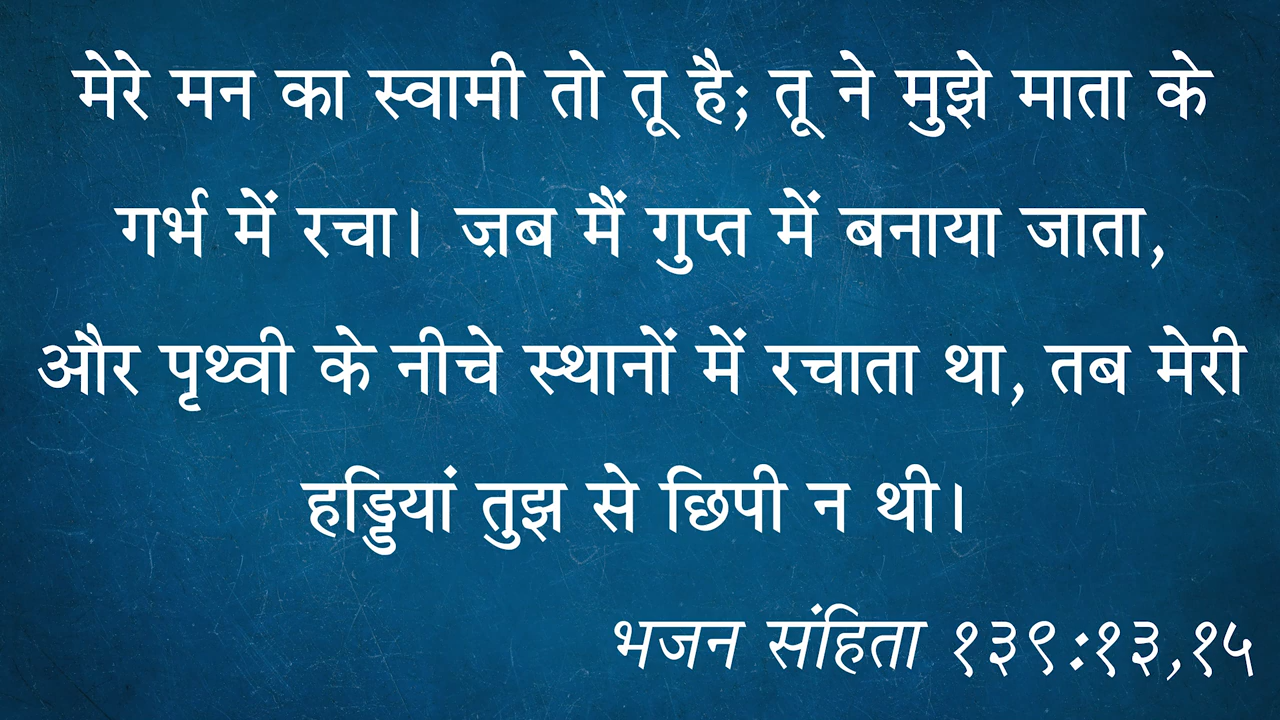 मेरे मन का स्वामी तो तू है; तू ने मुझे माता के
गर्भ में रचा। ज़ब मैं गुप्त में बनाया जाता,
और पृथ्वी के नीचे स्थानों में रचाता था, तब मेरी
हड्डियां तुझ से छिपी न थी।
भजन संहिता १३९:१३,१५